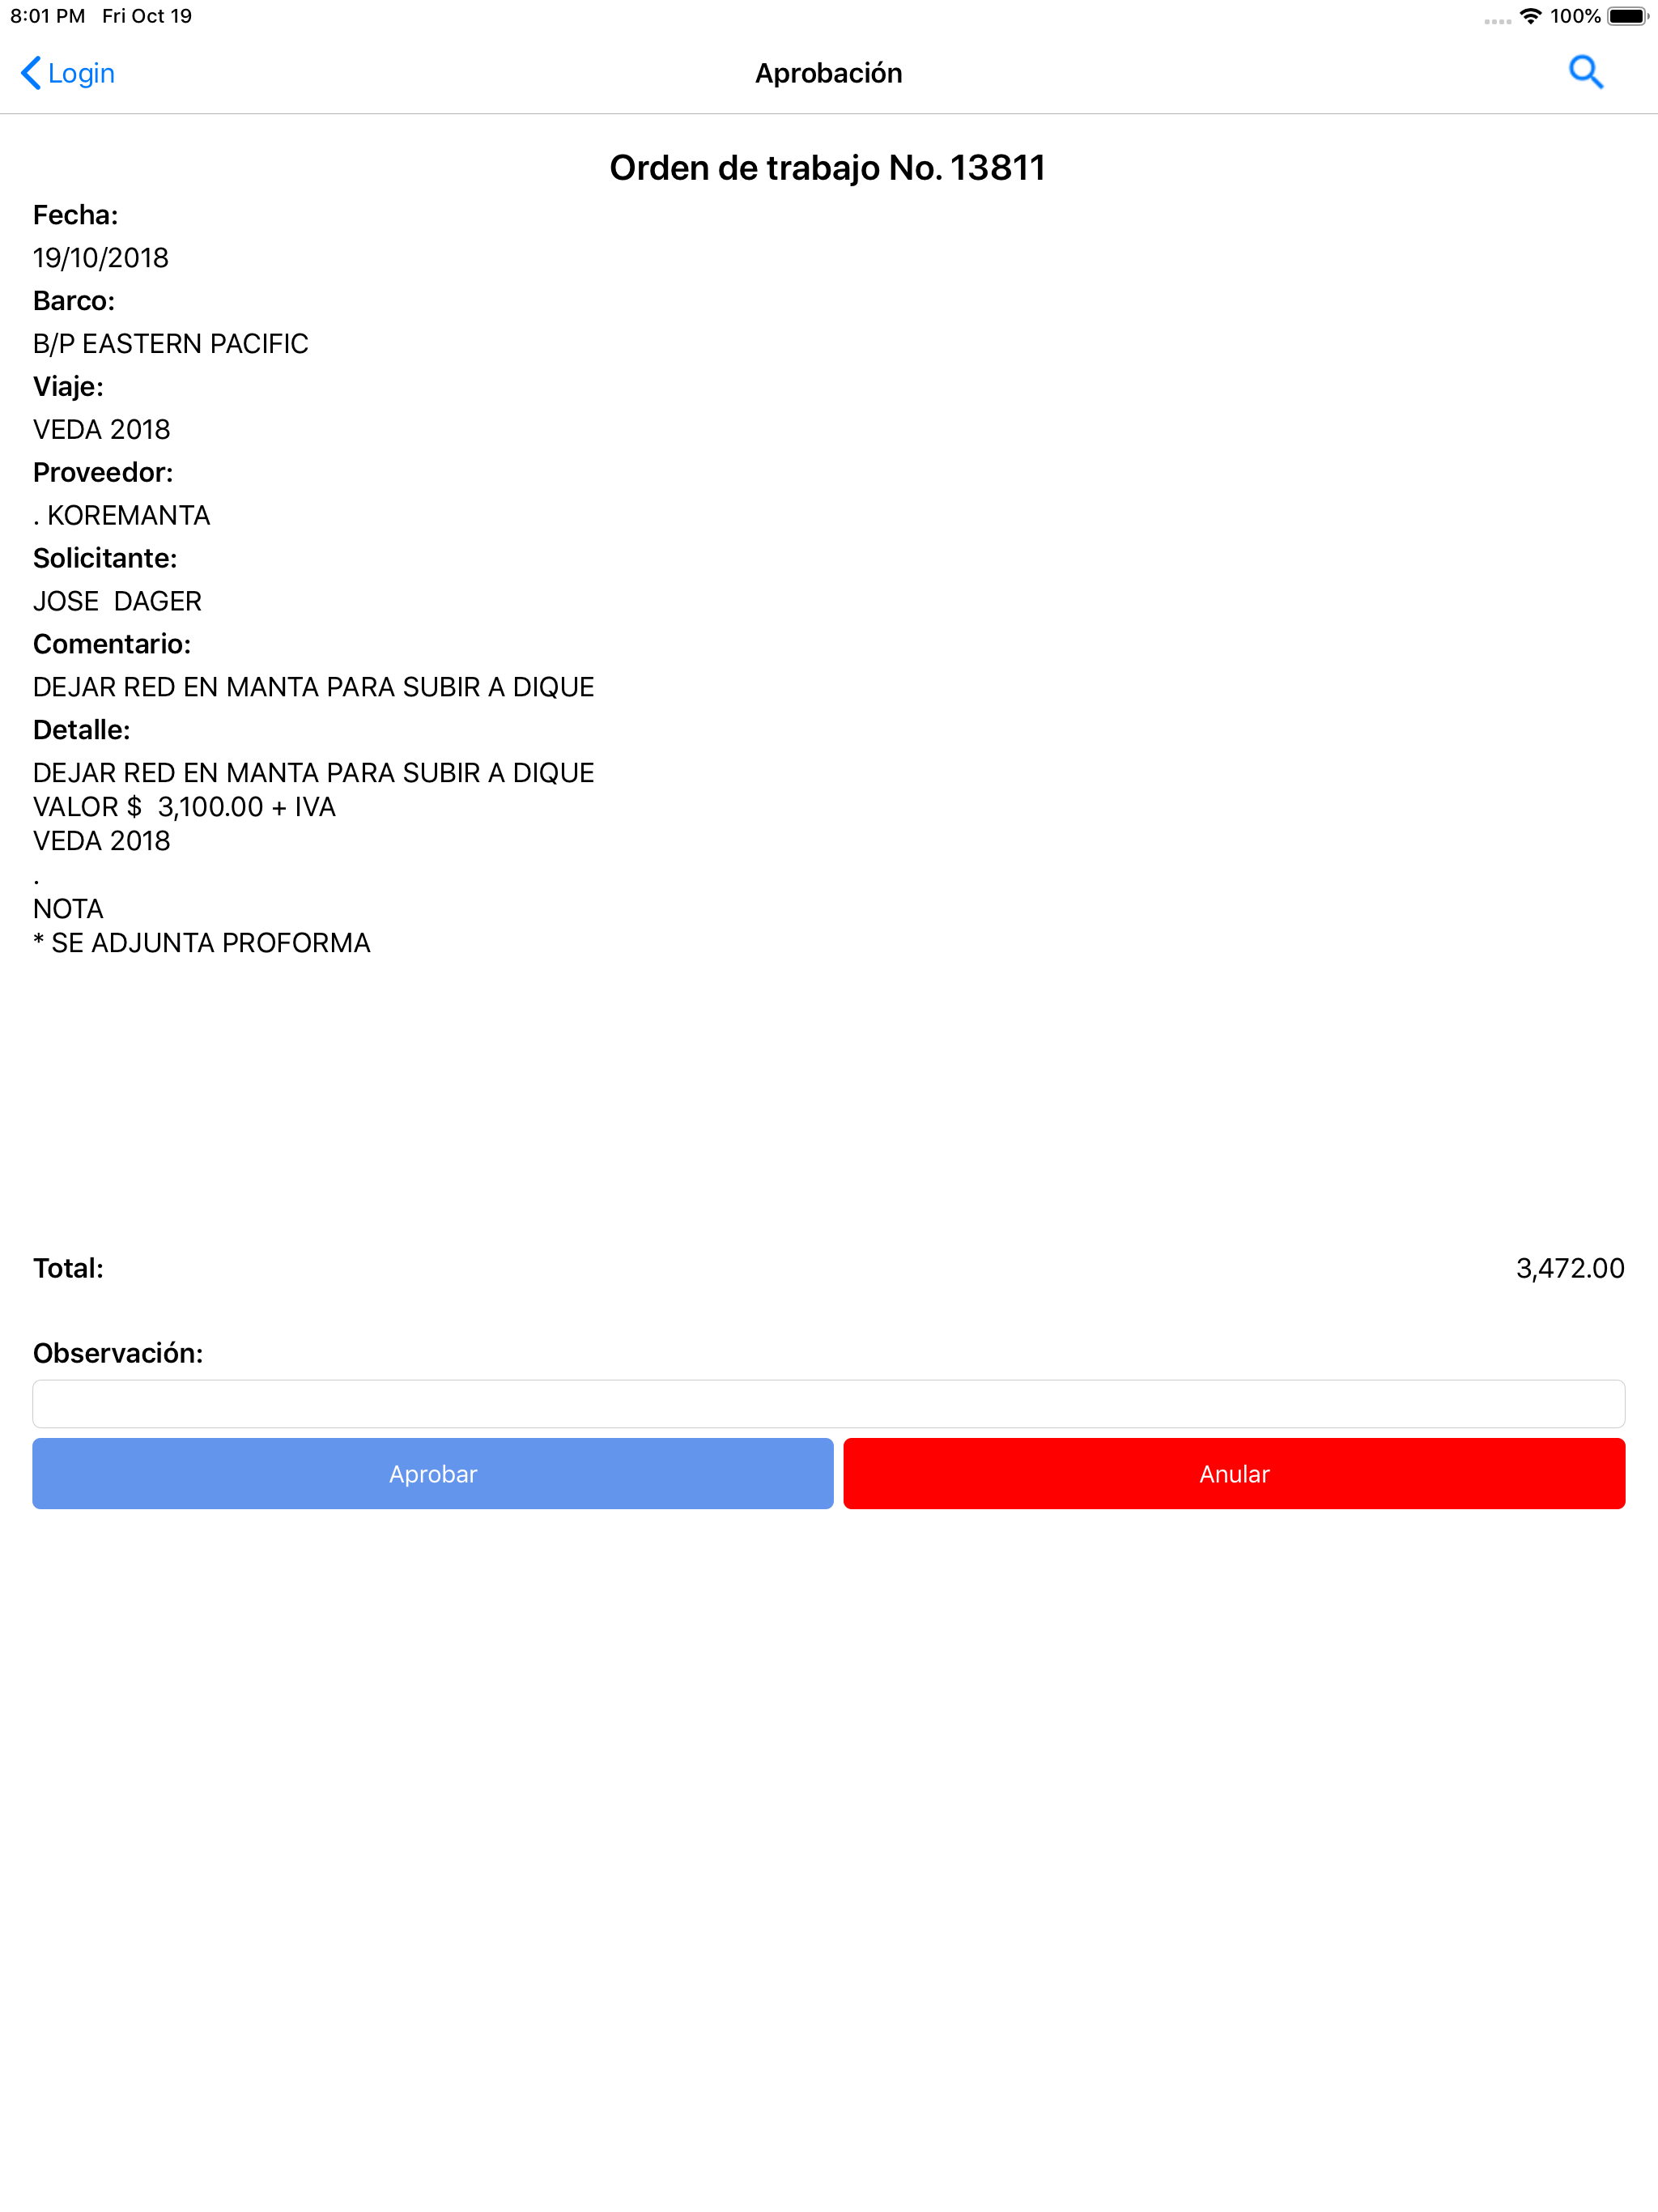 8:01 PM Fri Oct 19 100%
Login Aprobación
Orden de trabajo No. 13811
Fecha:
19/10/2018
Barco:
B/P EASTERN PACIFIC
Viaje:
VEDA 2018
Proveedor:
. KOREMANTA
Solicitante:
JOSE  DAGER
Comentario:
DEJAR RED EN MANTA PARA SUBIR A DIQUE
Detalle:
DEJAR RED EN MANTA PARA SUBIR A DIQUE
VALOR $  3,100.00 + IVA
VEDA 2018
.
NOTA
* SE ADJUNTA PROFORMA
Total: 3,472.00
Observación:
Aprobar Anular